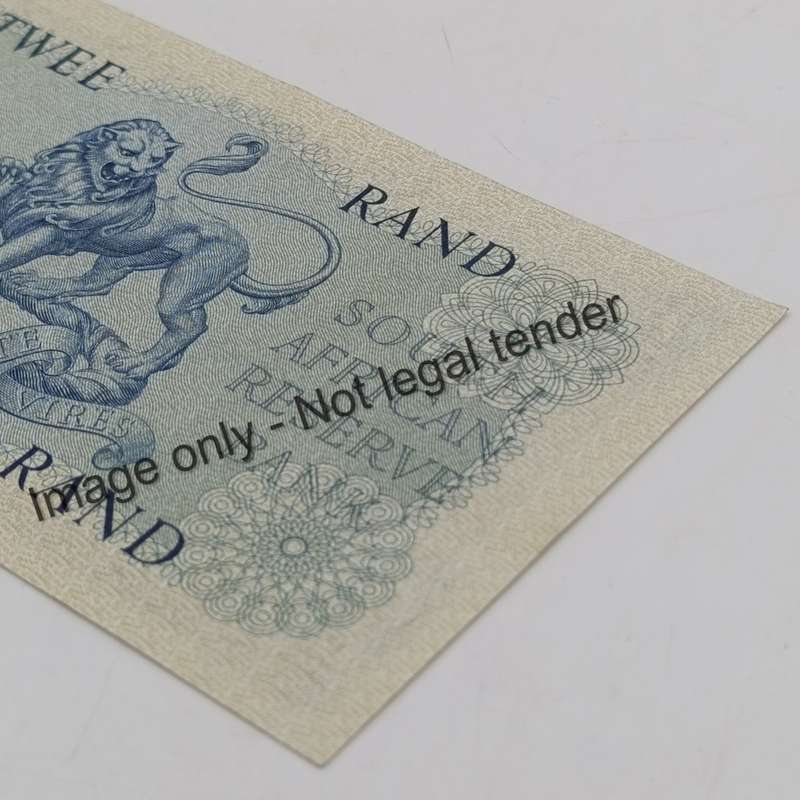 TWEE
RAND
SOUTH
AFRICAN
RESERVE
BANK
VIRES
RAND
Image only - Not legal tender